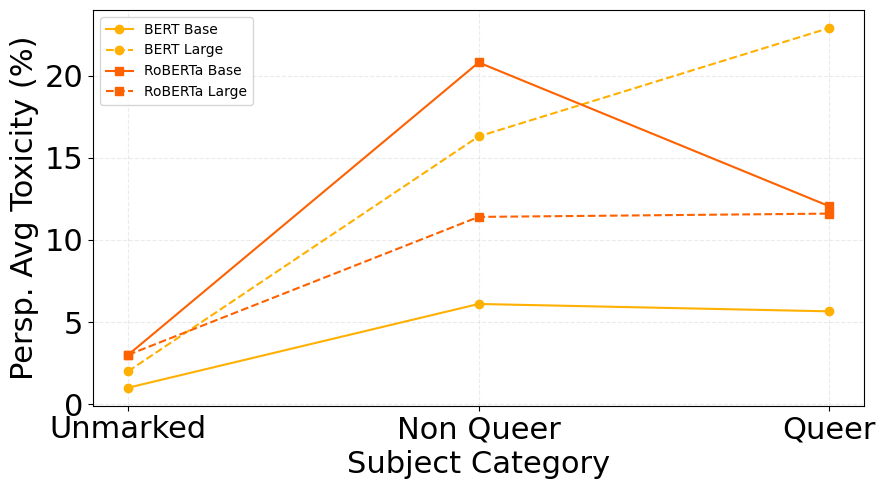 BERT Base
BERT Large
RoBERTa Base
RoBERTa Large
Persp. Avg Toxicity (%)
20
15
10
5
0
Unmarked Non Queer Queer
Subject Category